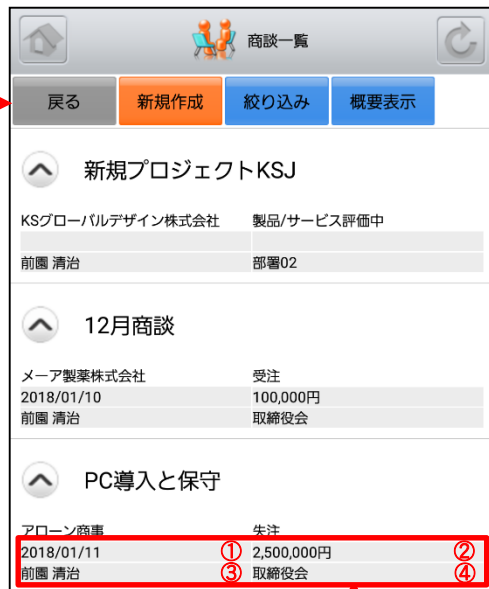 商談一覧
戻る 新規作成 絞り込み 概要表示
新規プロジェクトKSJ
KSグローバルデザイン株式会社 製品/サービス評価中
前園 清治 部署02
12月商談
メーア製薬株式会社 受注
2018/01/10 100,000円
前園 清治 取締役会
PC導入と保守
アローン商事 失注
2018/01/11 ① 2,500,000円 ②
前園 清治 ③ 取締役会 ④